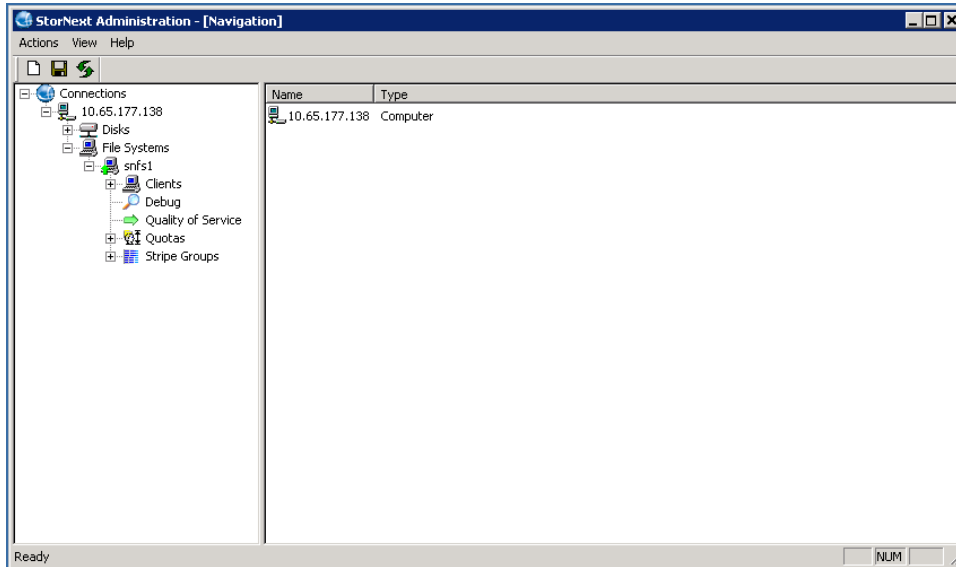 StorNext Administration - [Navigation]
Actions View Help
Connections
10.65.177.138
Disks
File Systems
snfs1
Clients
Debug
Quality of Service
Quotas
Stripe Groups
Name Type
10.65.177.138 Computer
Ready NUM